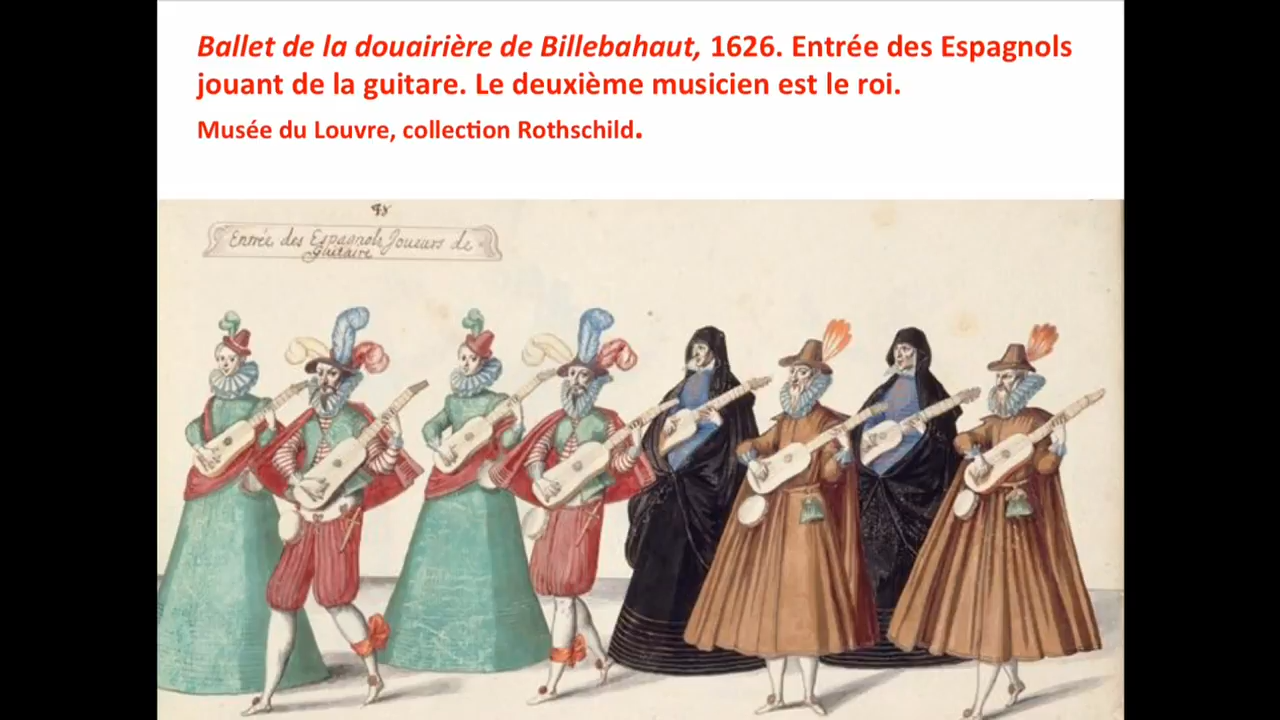 Ballet de la douairière de Billebahaut, 1626. Entrée des Espagnols
jouant de la guitare. Le deuxième musicien est le roi.
Musée du Louvre, collection Rothschild.
Entrée des Espagnols Joueurs de
Guitaire